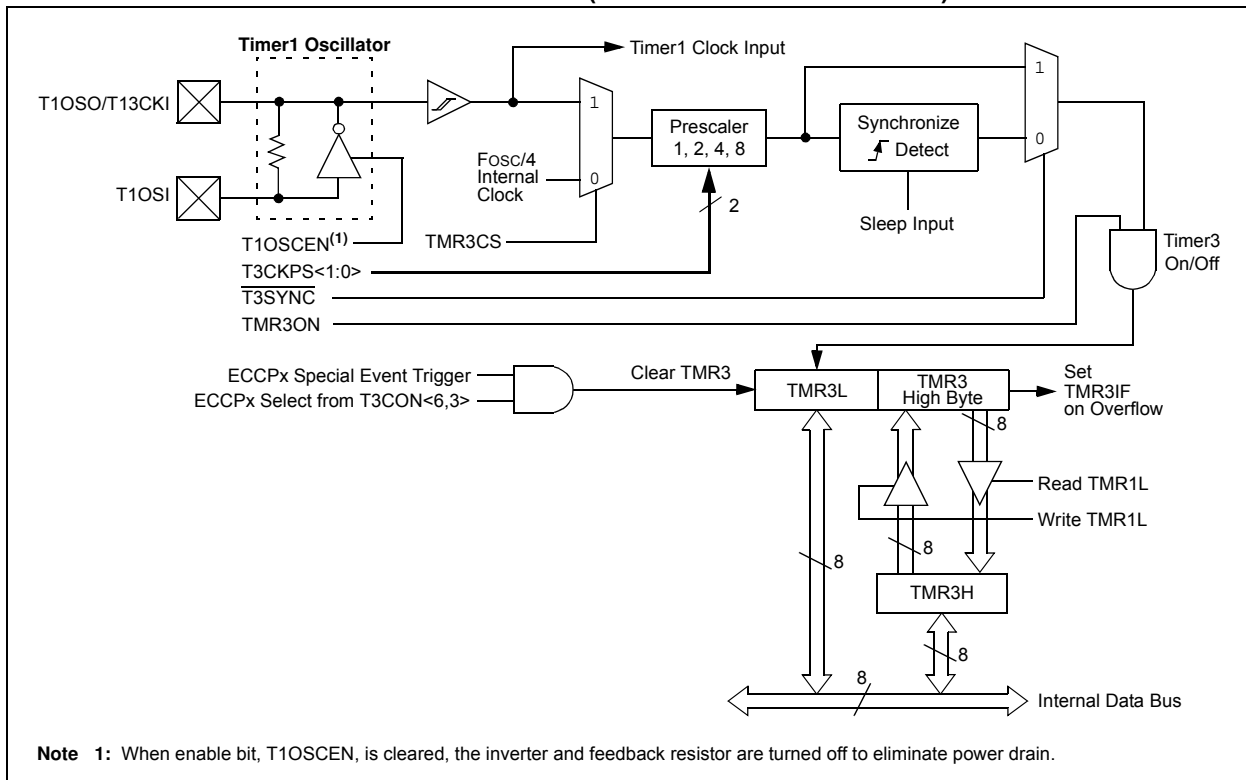 Timer1 Oscillator
Timer1 Clock Input
T1OSO/T13CKI
1
1
Prescaler
1, 2, 4, 8
Synchronize
Detect
0
FOSC/4
Internal
Clock
0
T1OSI
2
Sleep Input
T1OSCEN(1)
TMR3CS
Timer3
On/Off
T3CKPS<1:0>
T3SYNC
TMR3ON
ECCPx Special Event Trigger
ECCPx Select from T3CON<6,3>
Clear TMR3
TMR3L
TMR3
High Byte
Set
TMR3IF
on Overflow
8
Read TMR1L
Write TMR1L
8
8
TMR3H
8
8
Internal Data Bus
Note 1: When enable bit, T1OSCEN, is cleared, the inverter and feedback resistor are turned off to eliminate power drain.